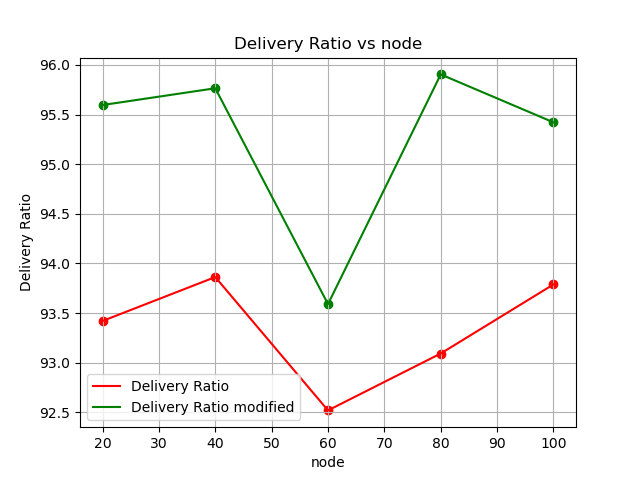 Delivery Ratio vs node
96.0
95.5
95.0
94.5
94.0
93.5
93.0
92.5
Delivery Ratio
Delivery Ratio
Delivery Ratio modified
20 30 40 50 60 70 80 90 100
node